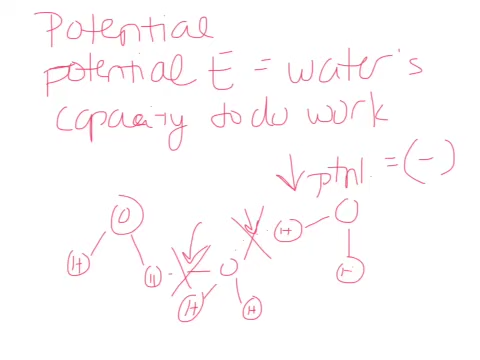 Potential
potential E = water's
capacity to do work
↓ ptnl. = (-)
O
O
H
H
H
O
H
H
H